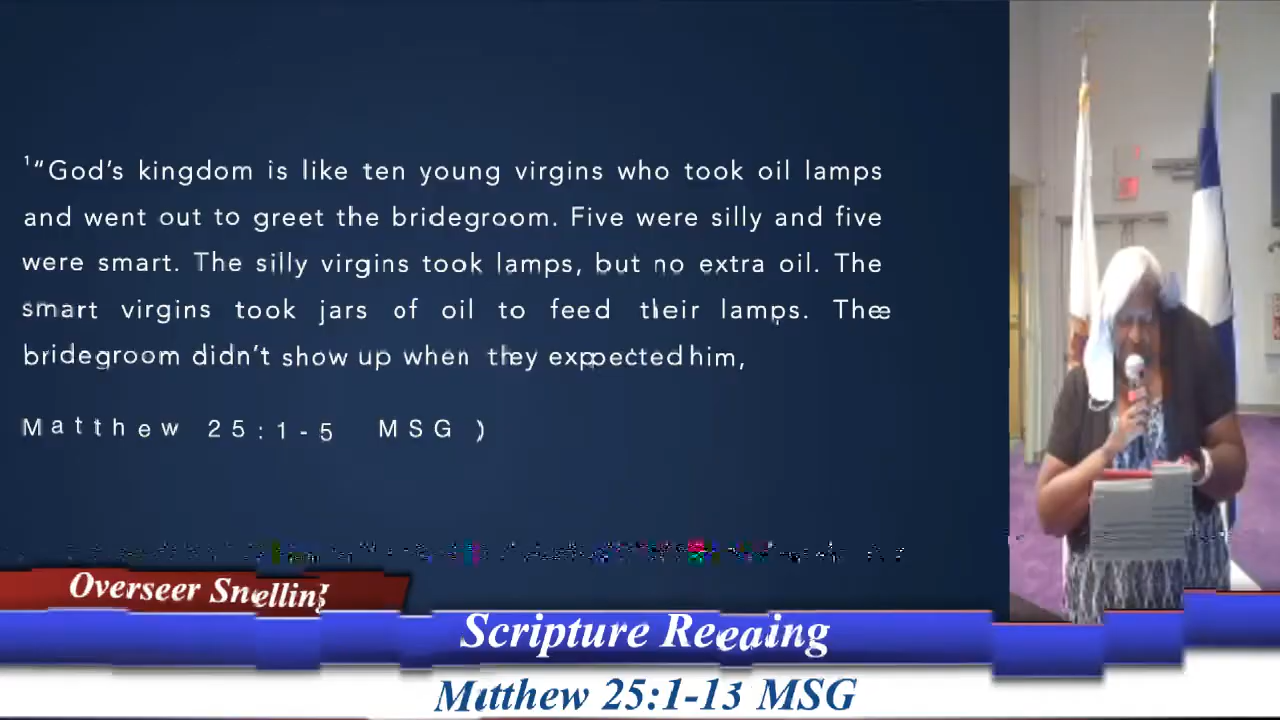 ¹“God’s kingdom is like ten young virgins who took oil lamps
and went out to greet the bridegroom. Five were silly and five
were smart. The silly virgins took lamps, but no extra oil. The
smart virgins took jars of oil to feed their lamps. Thee
bridegroom didn’t show up when they expected him,
Matthew 25:1-5 MSG )
Overseer Snelling
Scripture Reeaing
Matthew 25:1-13 MSG